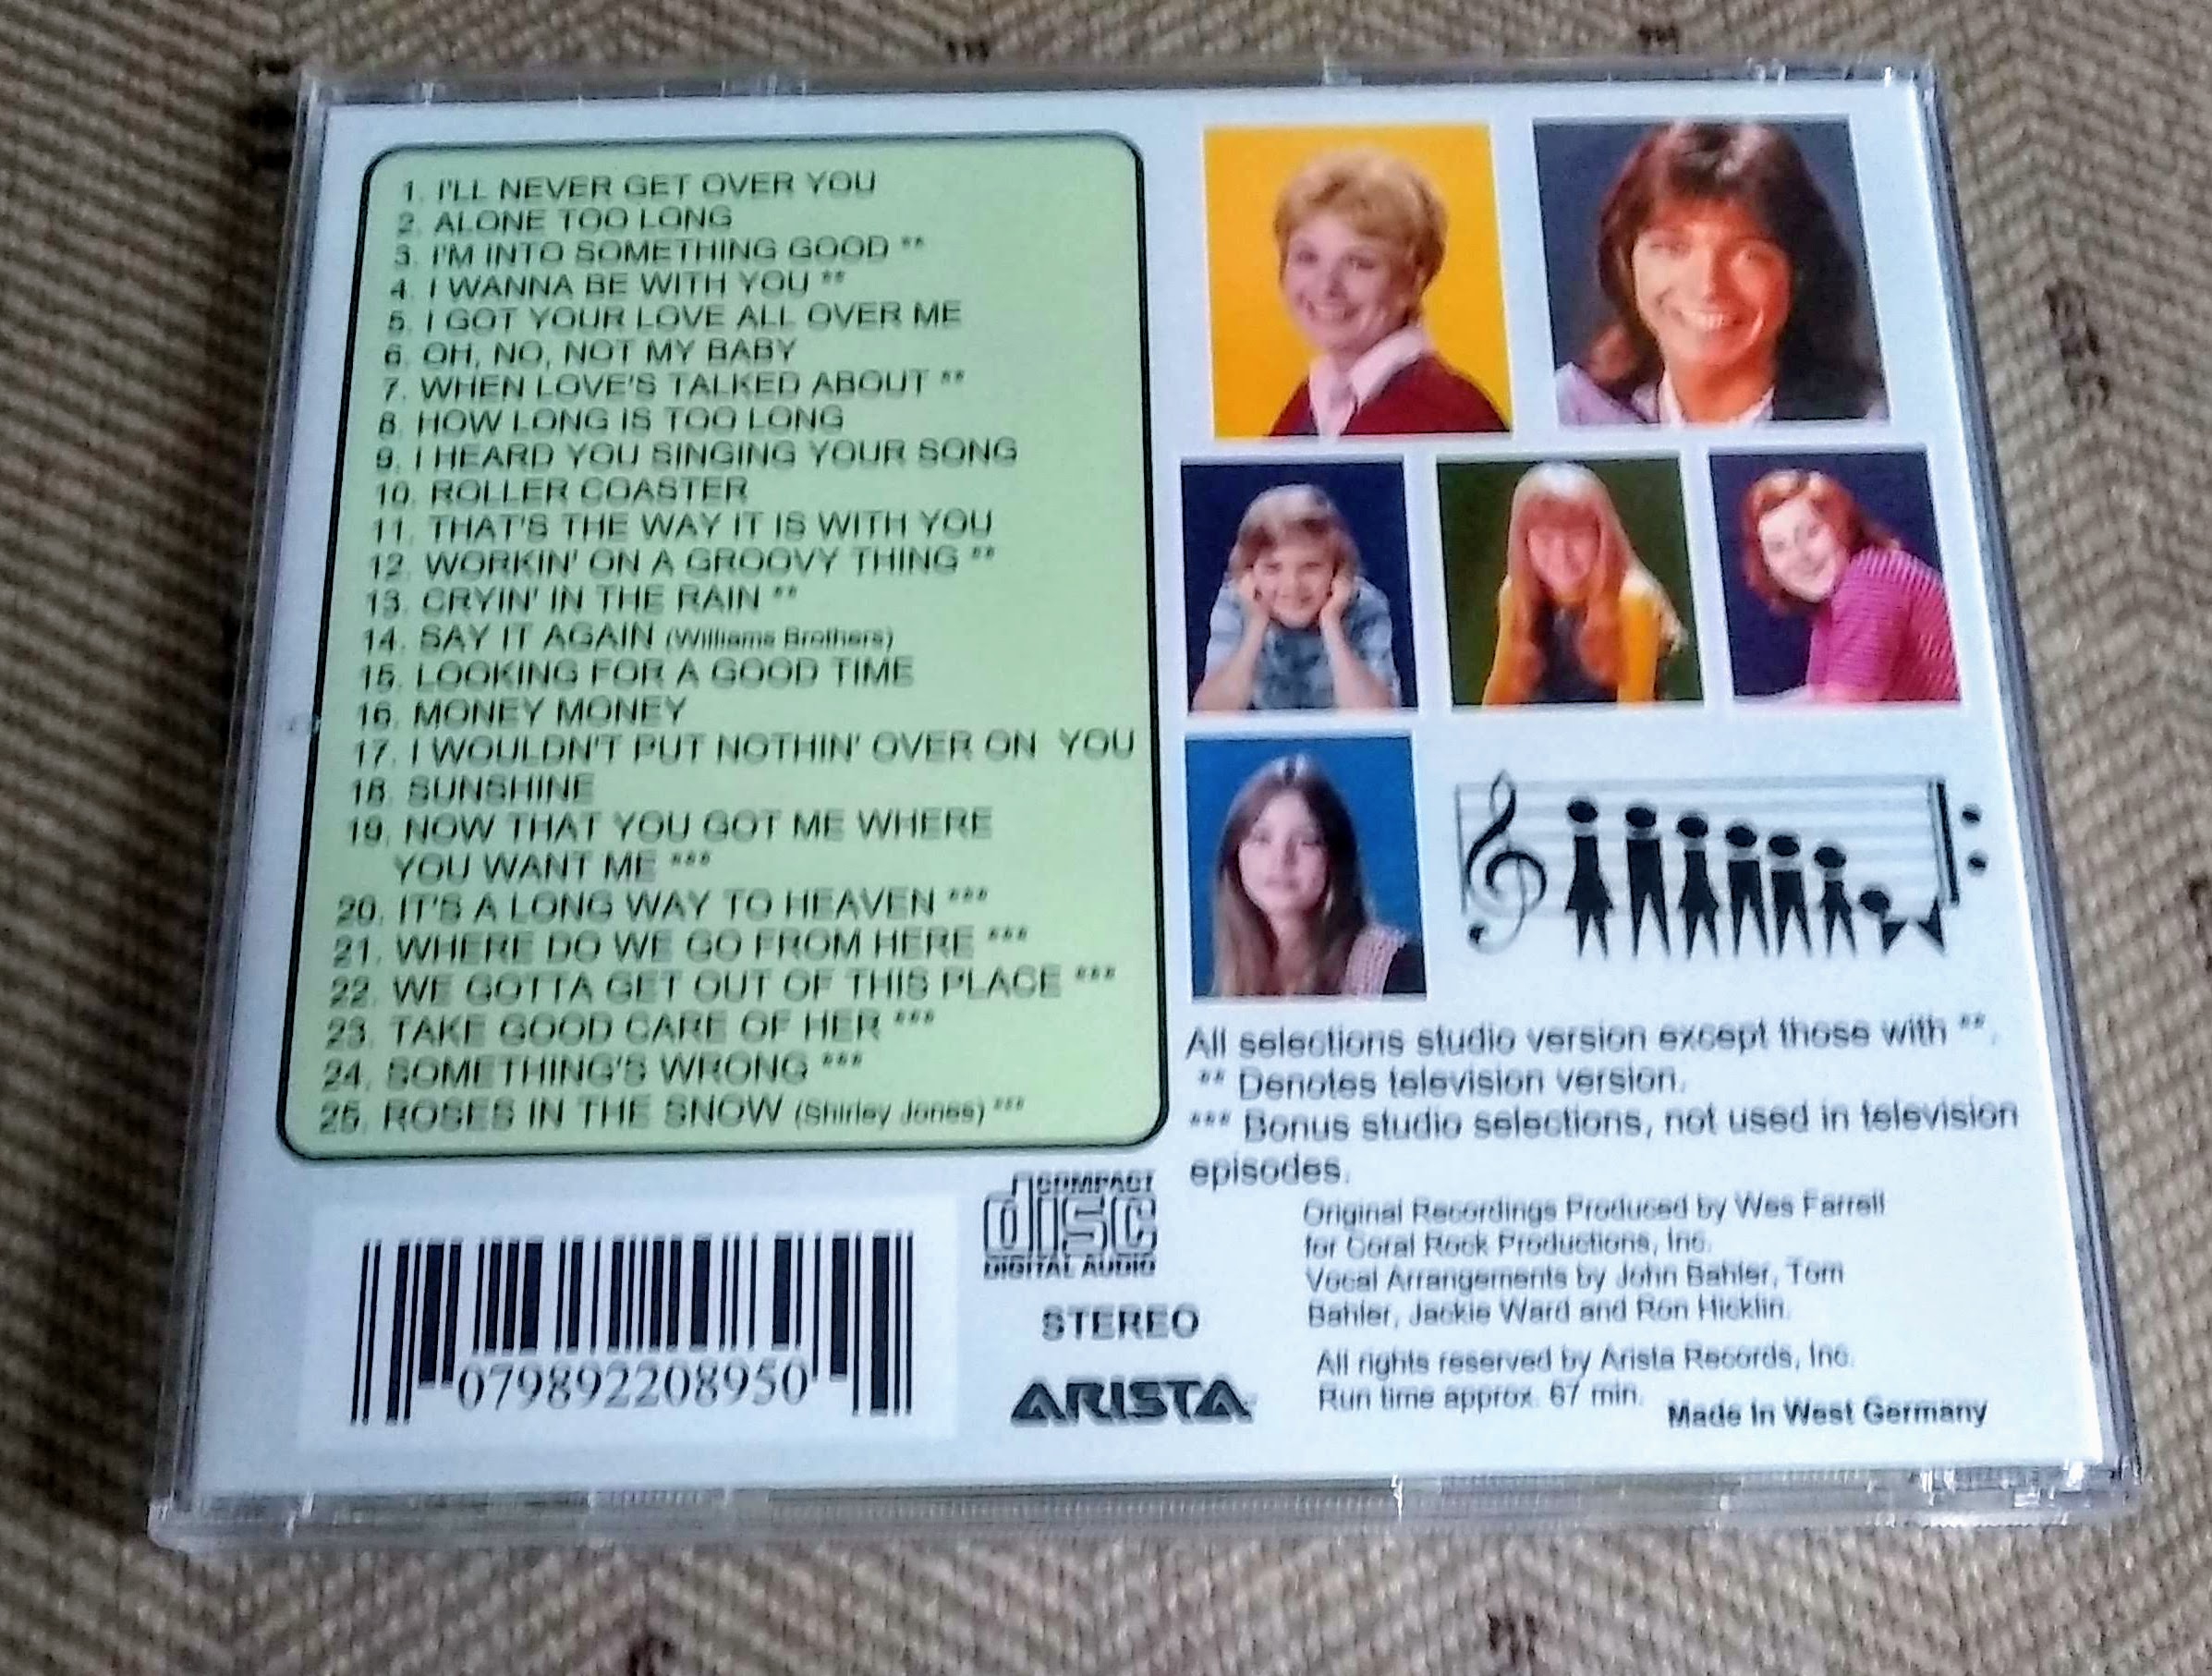 1. I'LL NEVER GET OVER YOU
2. ALONE TOO LONG
3. I'M INTO SOMETHING GOOD **
4. I WANNA BE WITH YOU **
5. I GOT YOUR LOVE ALL OVER ME
6. OH, NO, NOT MY BABY
7. WHEN LOVE'S TALKED ABOUT **
8. HOW LONG IS TOO LONG
9. I HEARD YOU SINGING YOUR SONG
10. ROLLER COASTER
11. THAT'S THE WAY IT IS WITH YOU
12. WORKIN' ON A GROOVY THING **
13. CRYIN' IN THE RAIN **
14. SAY IT AGAIN (Williams Brothers)
15. LOOKING FOR A GOOD TIME
16. MONEY MONEY
17. I WOULDN'T PUT NOTHIN' OVER ON YOU
18. SUNSHINE
19. NOW THAT YOU GOT ME WHERE
YOU WANT ME ***
20. IT'S A LONG WAY TO HEAVEN ***
21. WHERE DO WE GO FROM HERE ***
22. WE GOTTA GET OUT OF THIS PLACE ***
23. TAKE GOOD CARE OF HER ***
24. SOMETHING'S WRONG ***
25. ROSES IN THE SNOW (Shirley Jones) ***
All selections studio version except those with **.
** Denotes television version.
*** Bonus studio selections, not used in television
episodes.
Original Recordings Produced by Wes Farrell
for Coral Rock Productions, Inc.
Vocal Arrangements by John Bahler, Tom
Bahler, Jackie Ward and Ron Hicklin.
All rights reserved by Arista Records, Inc.
Run time approx. 67 min.
Made in West Germany
COMPACT
disc
DIGITAL AUDIO
STEREO
ARISTA
079892208950